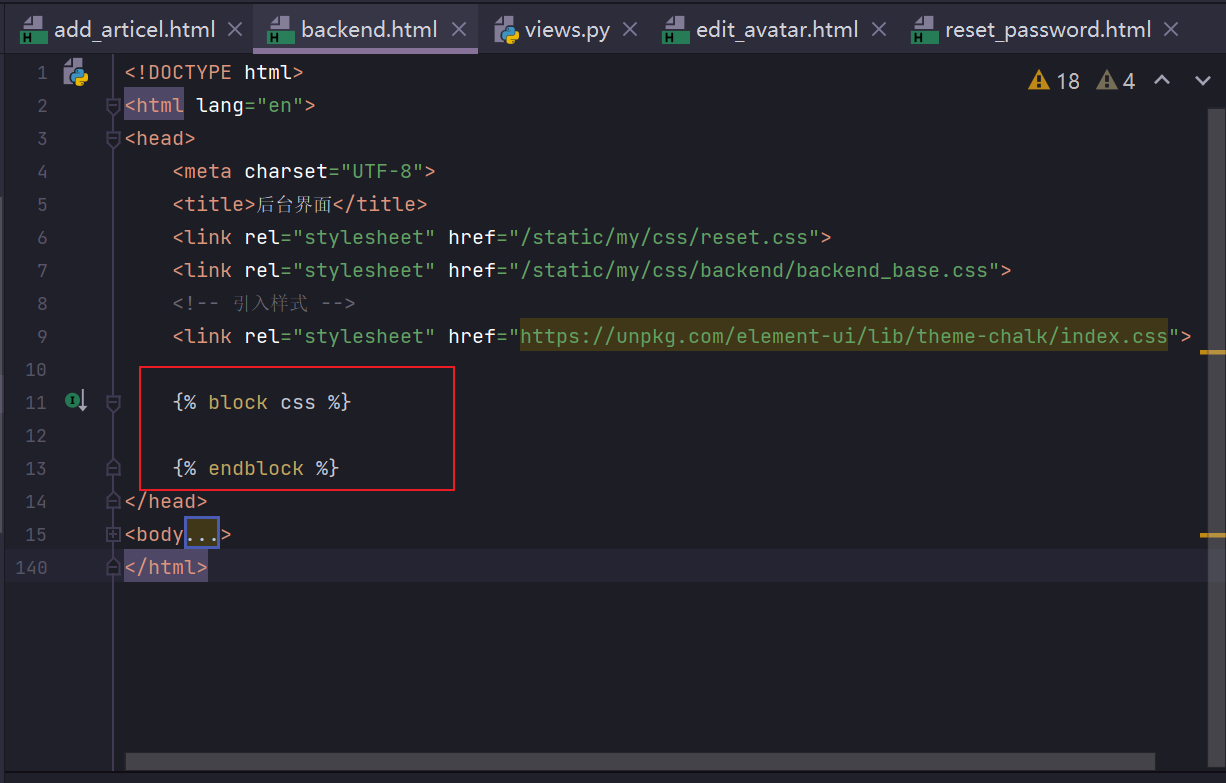 add_articel.html backend.html views.py edit_avatar.html reset_password.html
18 4
1 <!DOCTYPE html>
2 <html lang="en">
3 <head>
4 <meta charset="UTF-8">
5 <title>后台界面</title>
6 <link rel="stylesheet" href="/static/my/css/reset.css">
7 <link rel="stylesheet" href="/static/my/css/backend/backend_base.css">
8 <!-- 引入样式 -->
9 <link rel="stylesheet" href="https://unpkg.com/element-ui/lib/theme-chalk/index.css">
10
11 {% block css %}
12
13 {% endblock %}
14 </head>
15 <body...>
140 </html>